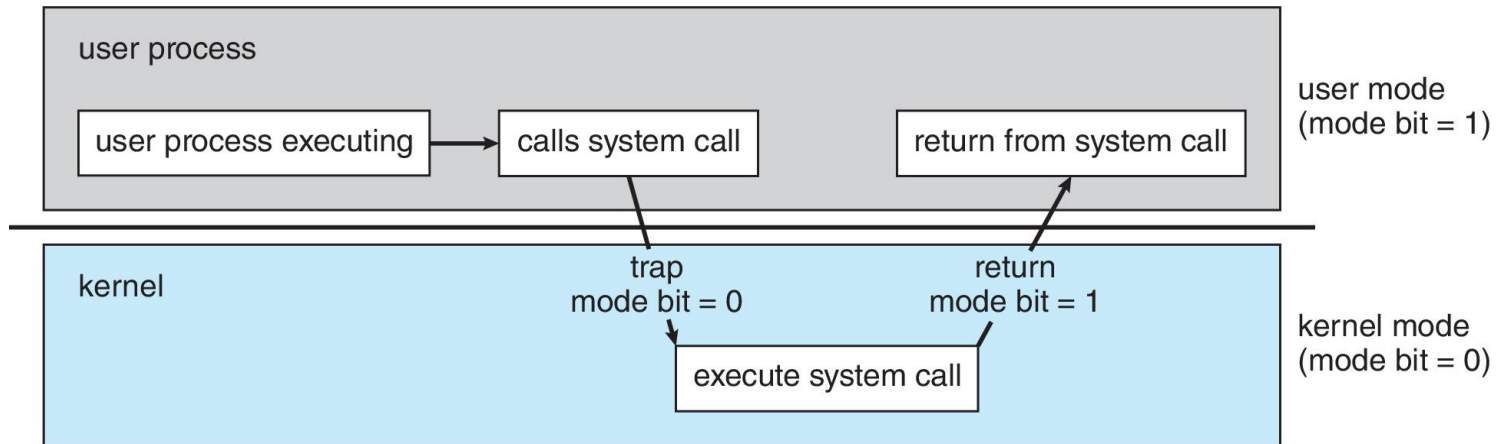 user process
user process executing
calls system call
return from system call
user mode
(mode bit = 1)
kernel
trap
mode bit = 0
return
mode bit = 1
execute system call
kernel mode
(mode bit = 0)